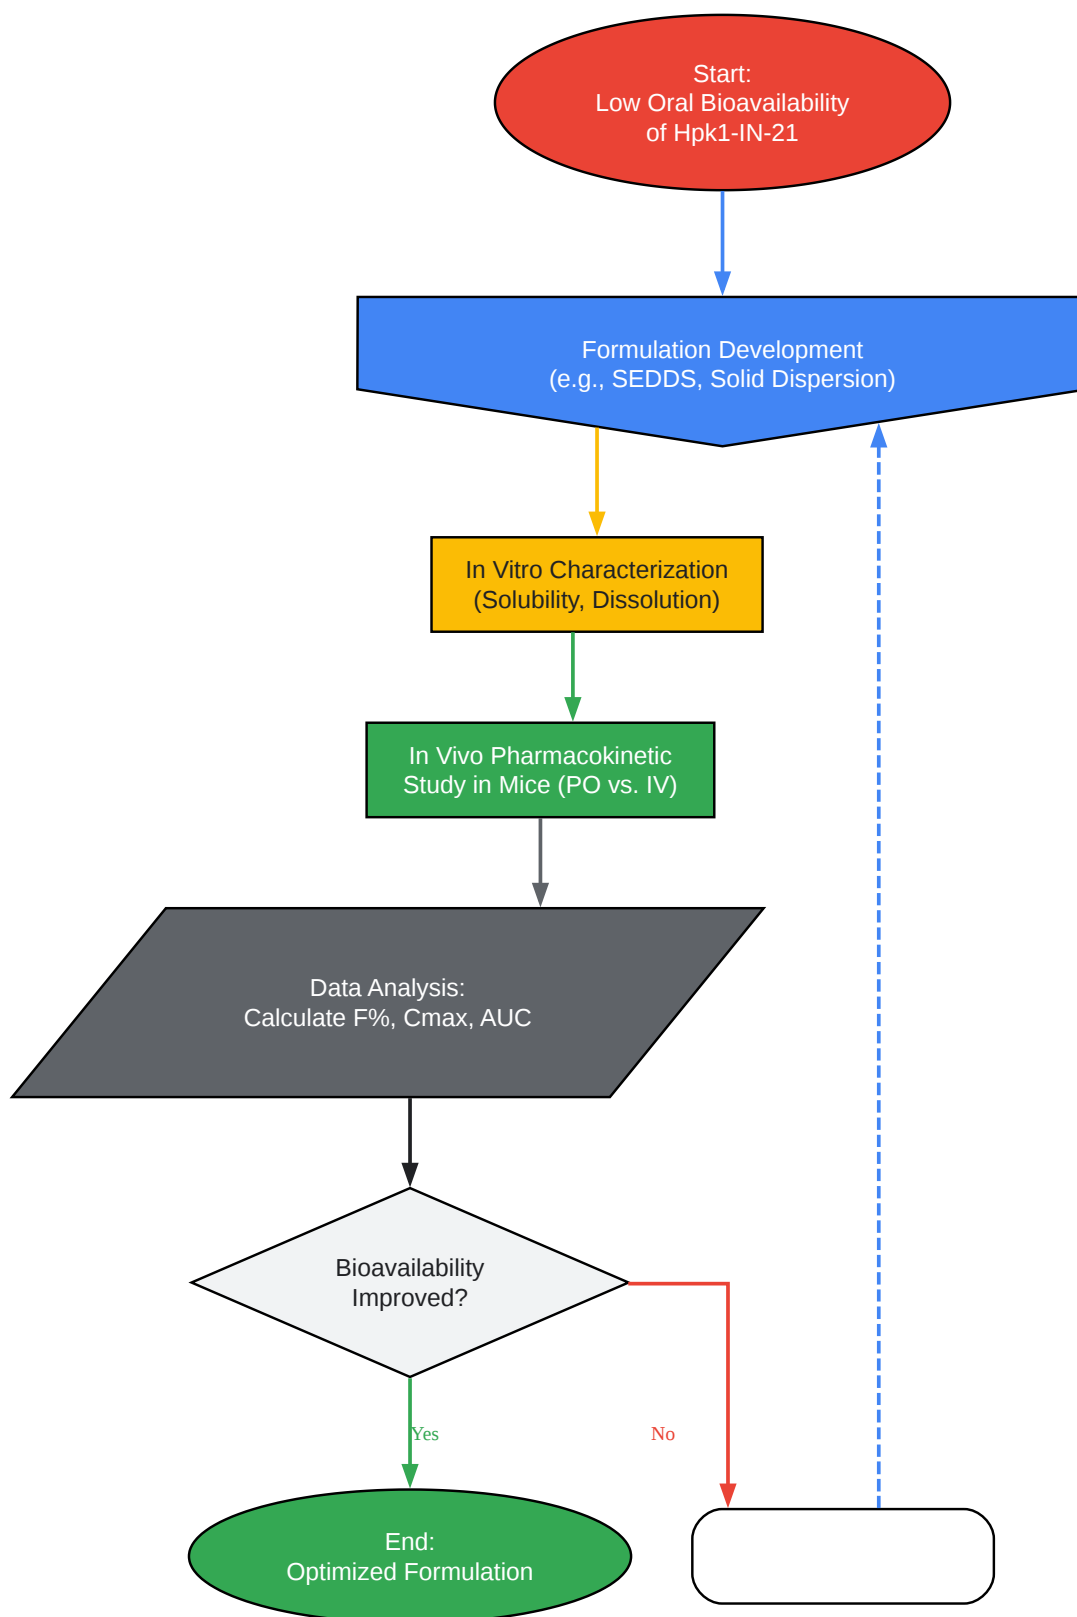 Start:
Low Oral Bioavailability
of Hpk1-IN-21
Formulation Development
(e.g., SEDDS, Solid Dispersion)
In Vitro Characterization
(Solubility, Dissolution)
In Vivo Pharmacokinetic
Study in Mice (PO vs. IV)
Data Analysis:
Calculate F%, Cmax, AUC
Bioavailability
Improved?
Yes
No
End:
Optimized Formulation